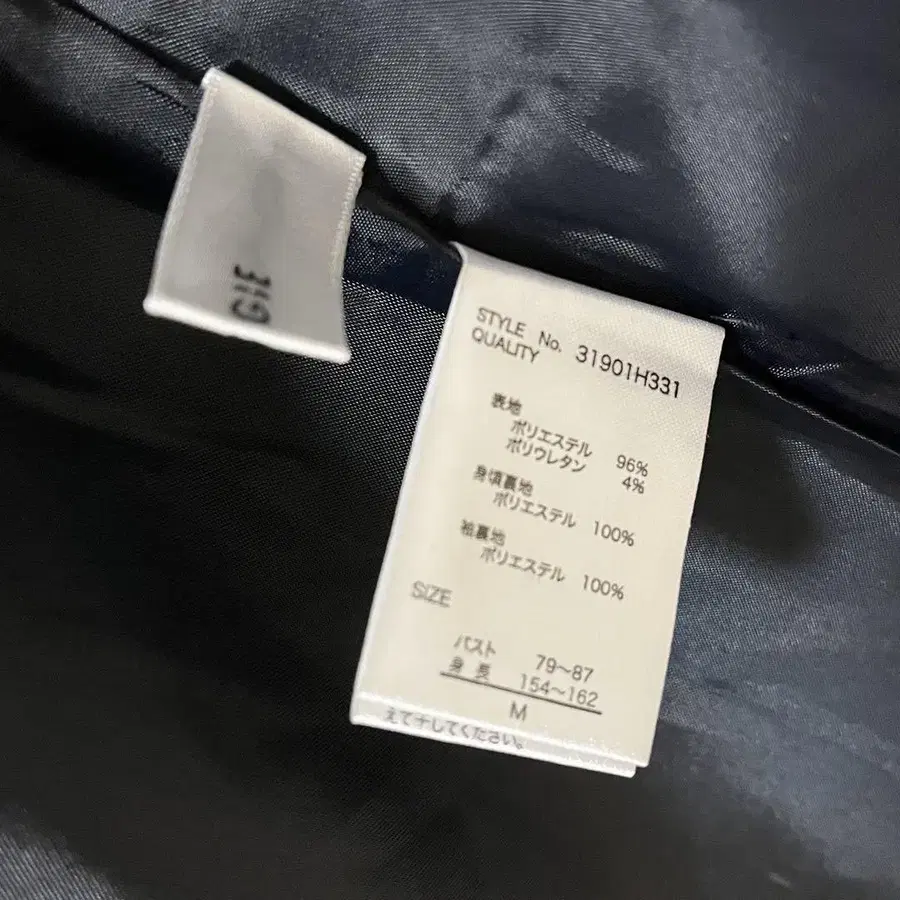 STYLE No. 31901H331
QUALITY
表地
ポリエステル 96%
ポリウレタン 4%
身頃裏地
ポリエステル 100%
袖裏地
ポリエステル 100%
SIZE
バスト 79~87
身長 154~162
M
えて干してください。